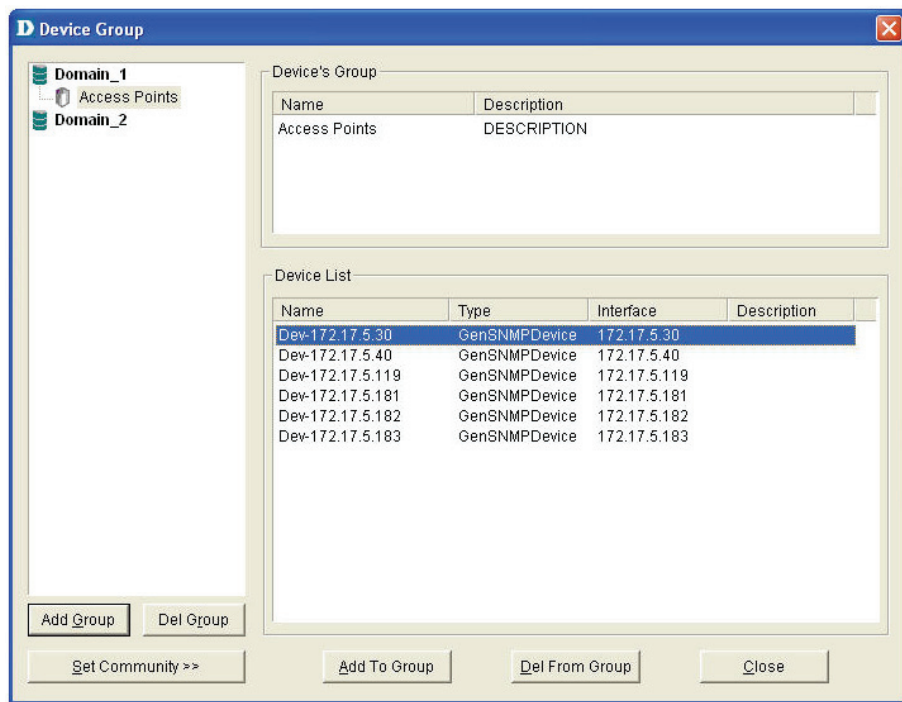 D Device Group
Domain_1
Access Points
Domain_2
Device's Group
Name Description
Access Points DESCRIPTION
Device List
Name Type Interface Description
Dev-172.17.5.30 GenSNMPDevice 172.17.5.30
Dev-172.17.5.40 GenSNMPDevice 172.17.5.40
Dev-172.17.5.119 GenSNMPDevice 172.17.5.119
Dev-172.17.5.181 GenSNMPDevice 172.17.5.181
Dev-172.17.5.182 GenSNMPDevice 172.17.5.182
Dev-172.17.5.183 GenSNMPDevice 172.17.5.183
Add Group Del Group
Set Community >> Add To Group Del From Group Close